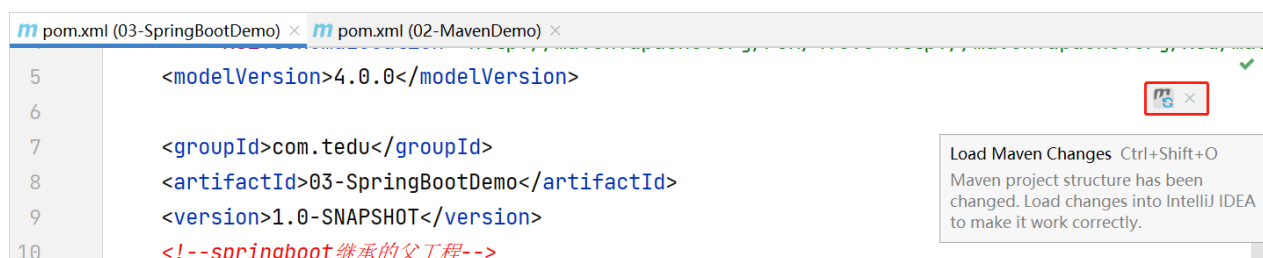 m pom.xml (03-SpringBootDemo) × m pom.xml (02-MavenDemo) ×
5 <modelVersion>4.0.0</modelVersion>
6
7 <groupId>com.tedu</groupId>
8 <artifactId>03-SpringBootDemo</artifactId>
9 <version>1.0-SNAPSHOT</version>
10 <!--springboot继承的父工程-->
Load Maven Changes Ctrl+Shift+O
Maven project structure has been
changed. Load changes into IntelliJ IDEA
to make it work correctly.